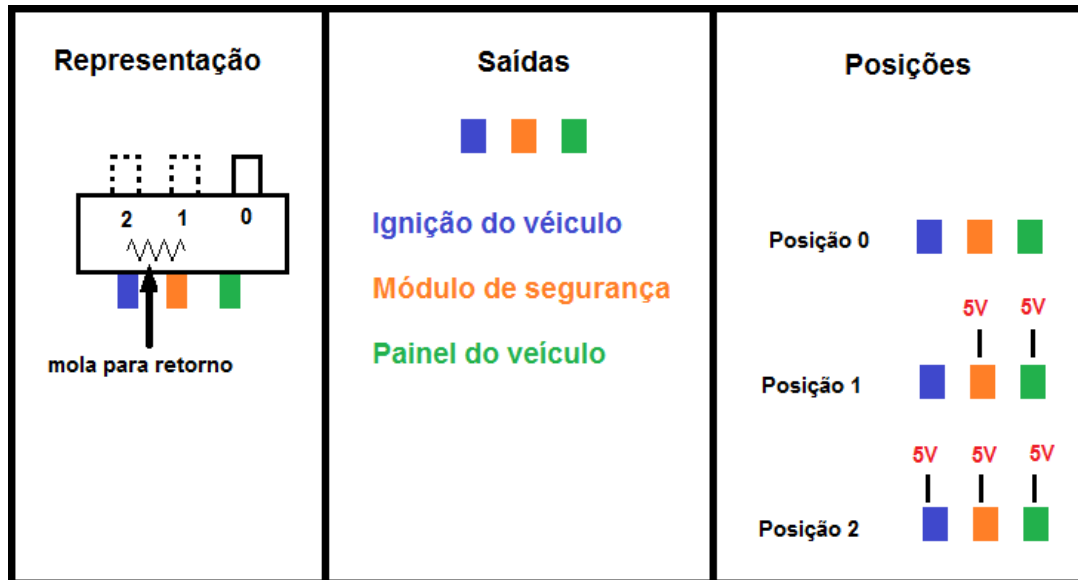 Representação
2 1 0
mola para retorno
Saídas
Ignição do véiculo
Módulo de segurança
Painel do veículo
Posições
Posição 0
5V 5V
Posição 1
5V 5V 5V
Posição 2